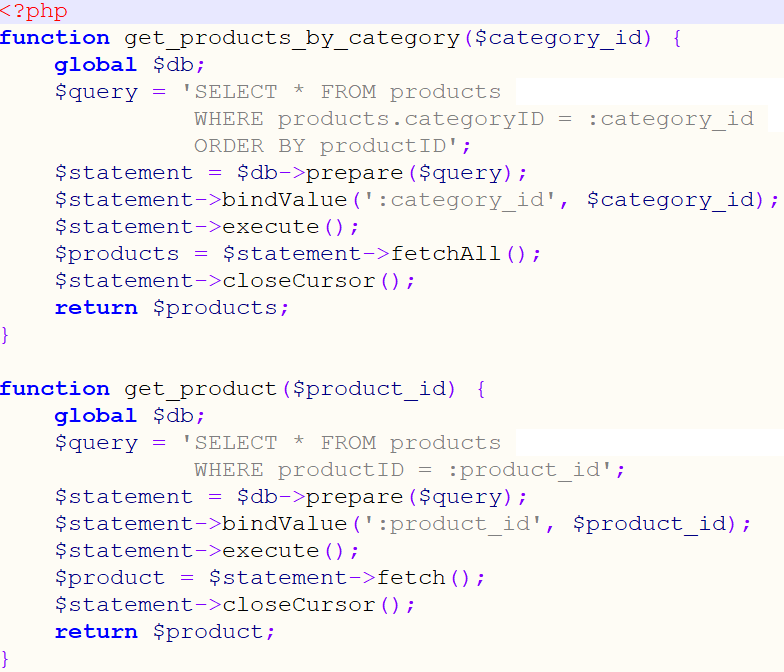 <?php
function get_products_by_category($category_id) {
    global $db;
    $query = 'SELECT * FROM products
              WHERE products.categoryID = :category_id
              ORDER BY productID';
    $statement = $db->prepare($query);
    $statement->bindValue(':category_id', $category_id);
    $statement->execute();
    $products = $statement->fetchAll();
    $statement->closeCursor();
    return $products;
}

function get_product($product_id) {
    global $db;
    $query = 'SELECT * FROM products
              WHERE productID = :product_id';
    $statement = $db->prepare($query);
    $statement->bindValue(':product_id', $product_id);
    $statement->execute();
    $product = $statement->fetch();
    $statement->closeCursor();
    return $product;
}